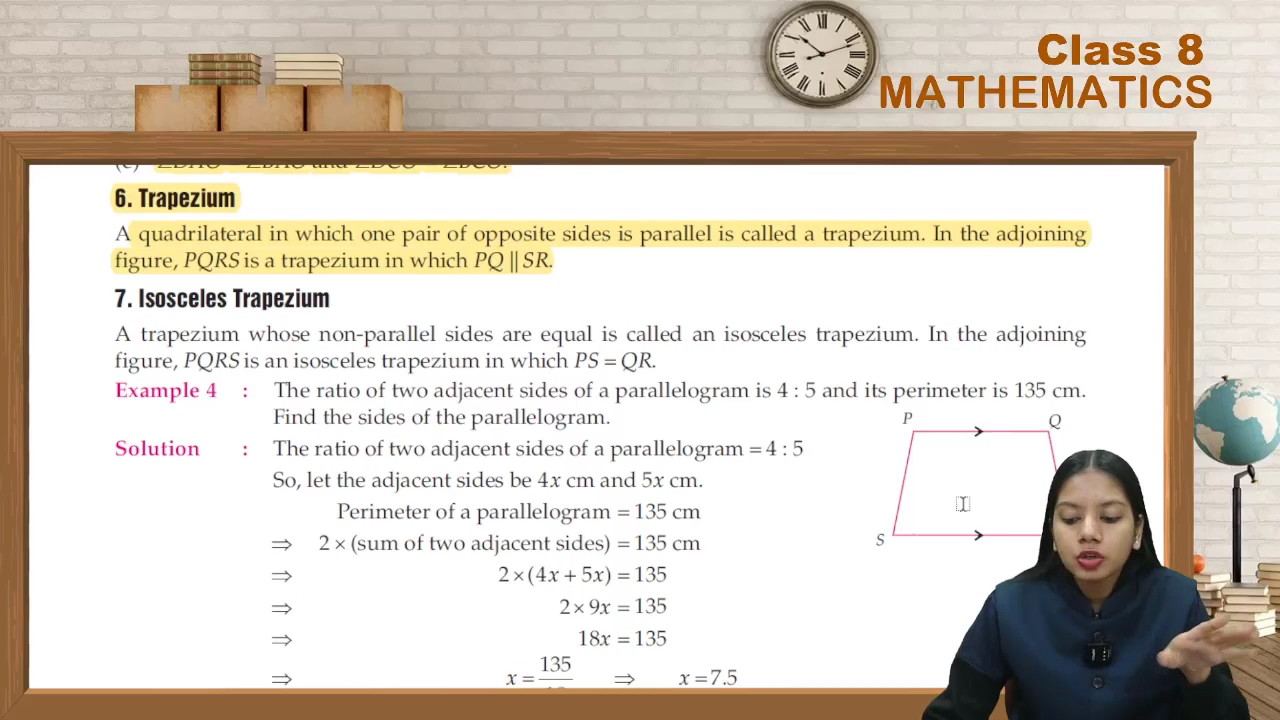 Class 8
MATHEMATICS
6. Trapezium
A quadrilateral in which one pair of opposite sides is parallel is called a trapezium. In the adjoining
figure, PQRS is a trapezium in which PQ || SR.
7. Isosceles Trapezium
A trapezium whose non-parallel sides are equal is called an isosceles trapezium. In the adjoining
figure, PQRS is an isosceles trapezium in which PS = QR.
Example 4 : The ratio of two adjacent sides of a parallelogram is 4 : 5 and its perimeter is 135 cm.
Find the sides of the parallelogram.
P Q
Solution : The ratio of two adjacent sides of a parallelogram = 4 : 5
So, let the adjacent sides be 4x cm and 5x cm.
Perimeter of a parallelogram = 135 cm
⇒ 2 × (sum of two adjacent sides) = 135 cm
S
⇒ 2 × (4x + 5x) = 135
⇒ 2 × 9x = 135
⇒ 18x = 135
⇒ x = 135 ⇒ x = 7.5